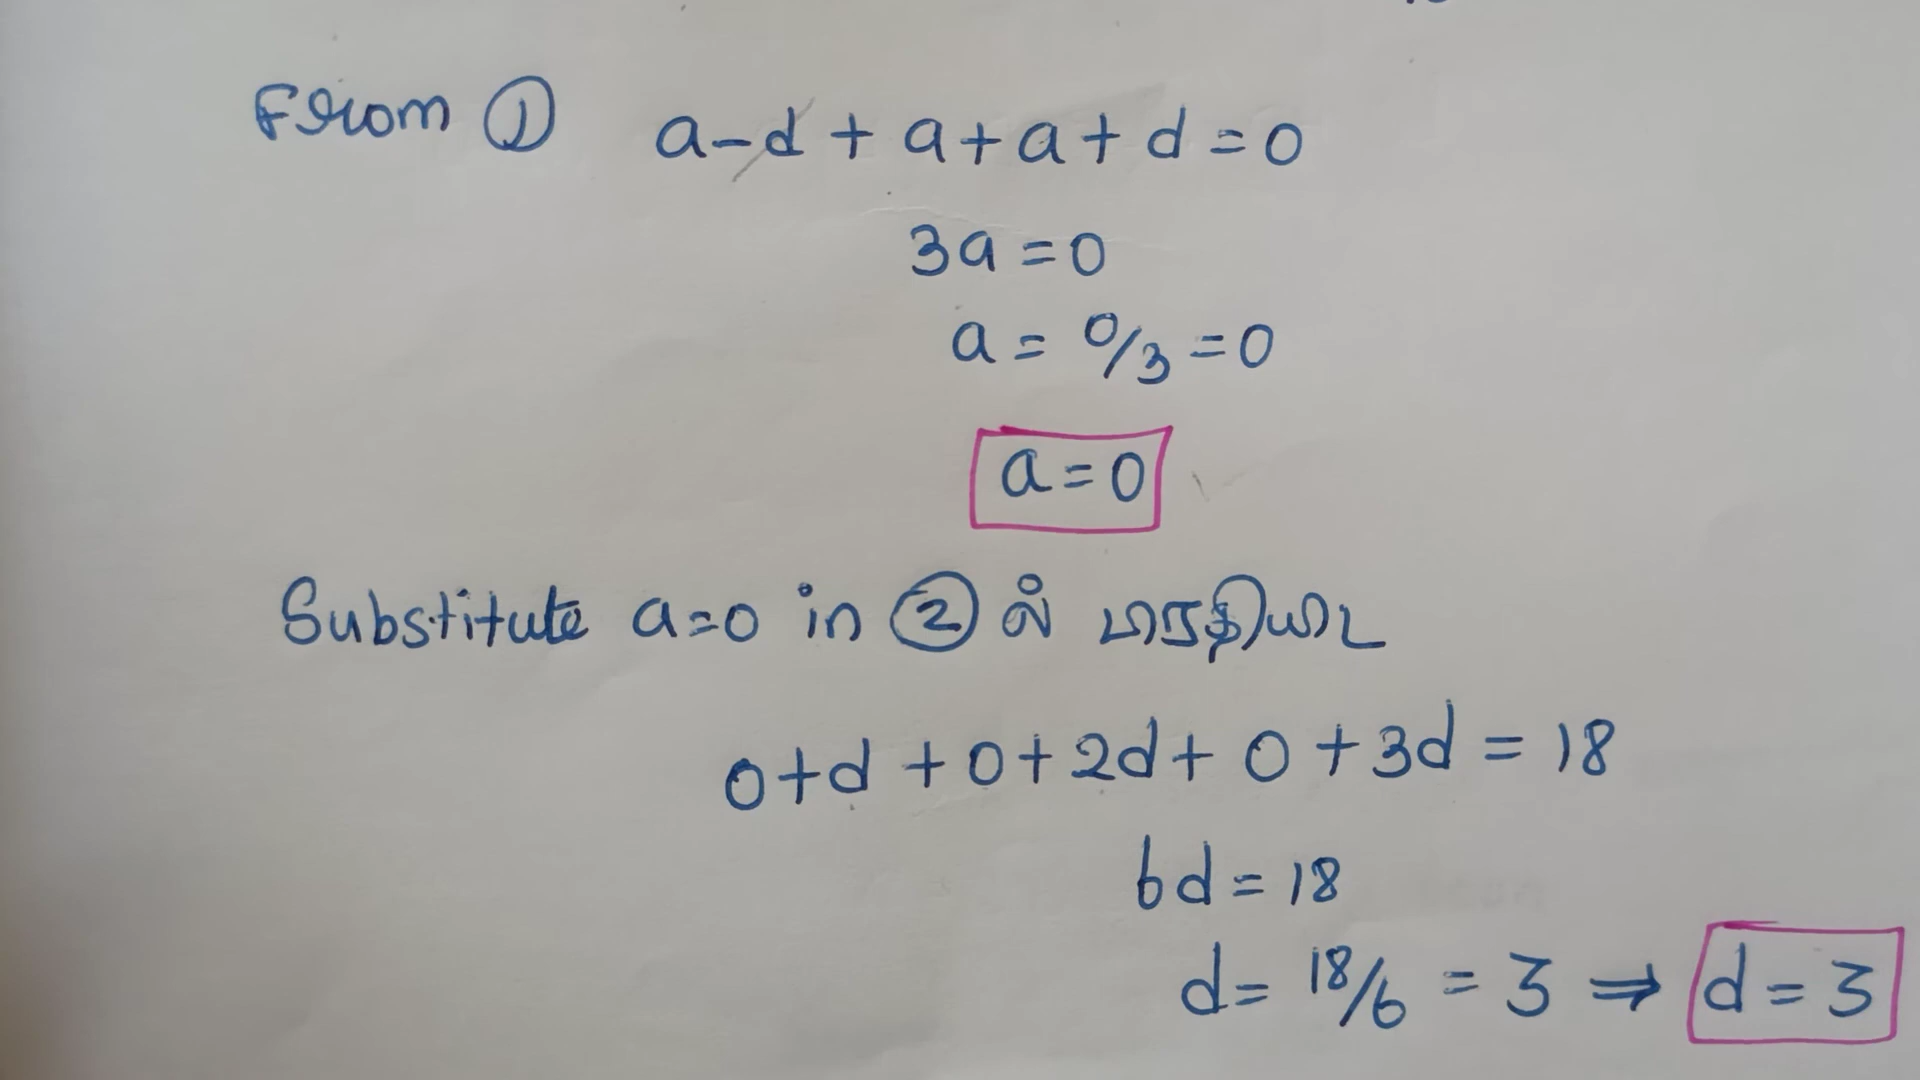 From ① a-d + a+a+d=0
3a=0
a = 0/3 =0
a=0
Substitute a=0 in ② ல் பரதியிட
0+d +0+2d+ 0 +3d = 18
6d=18
d= 18/6 = 3 ⇒ d=3